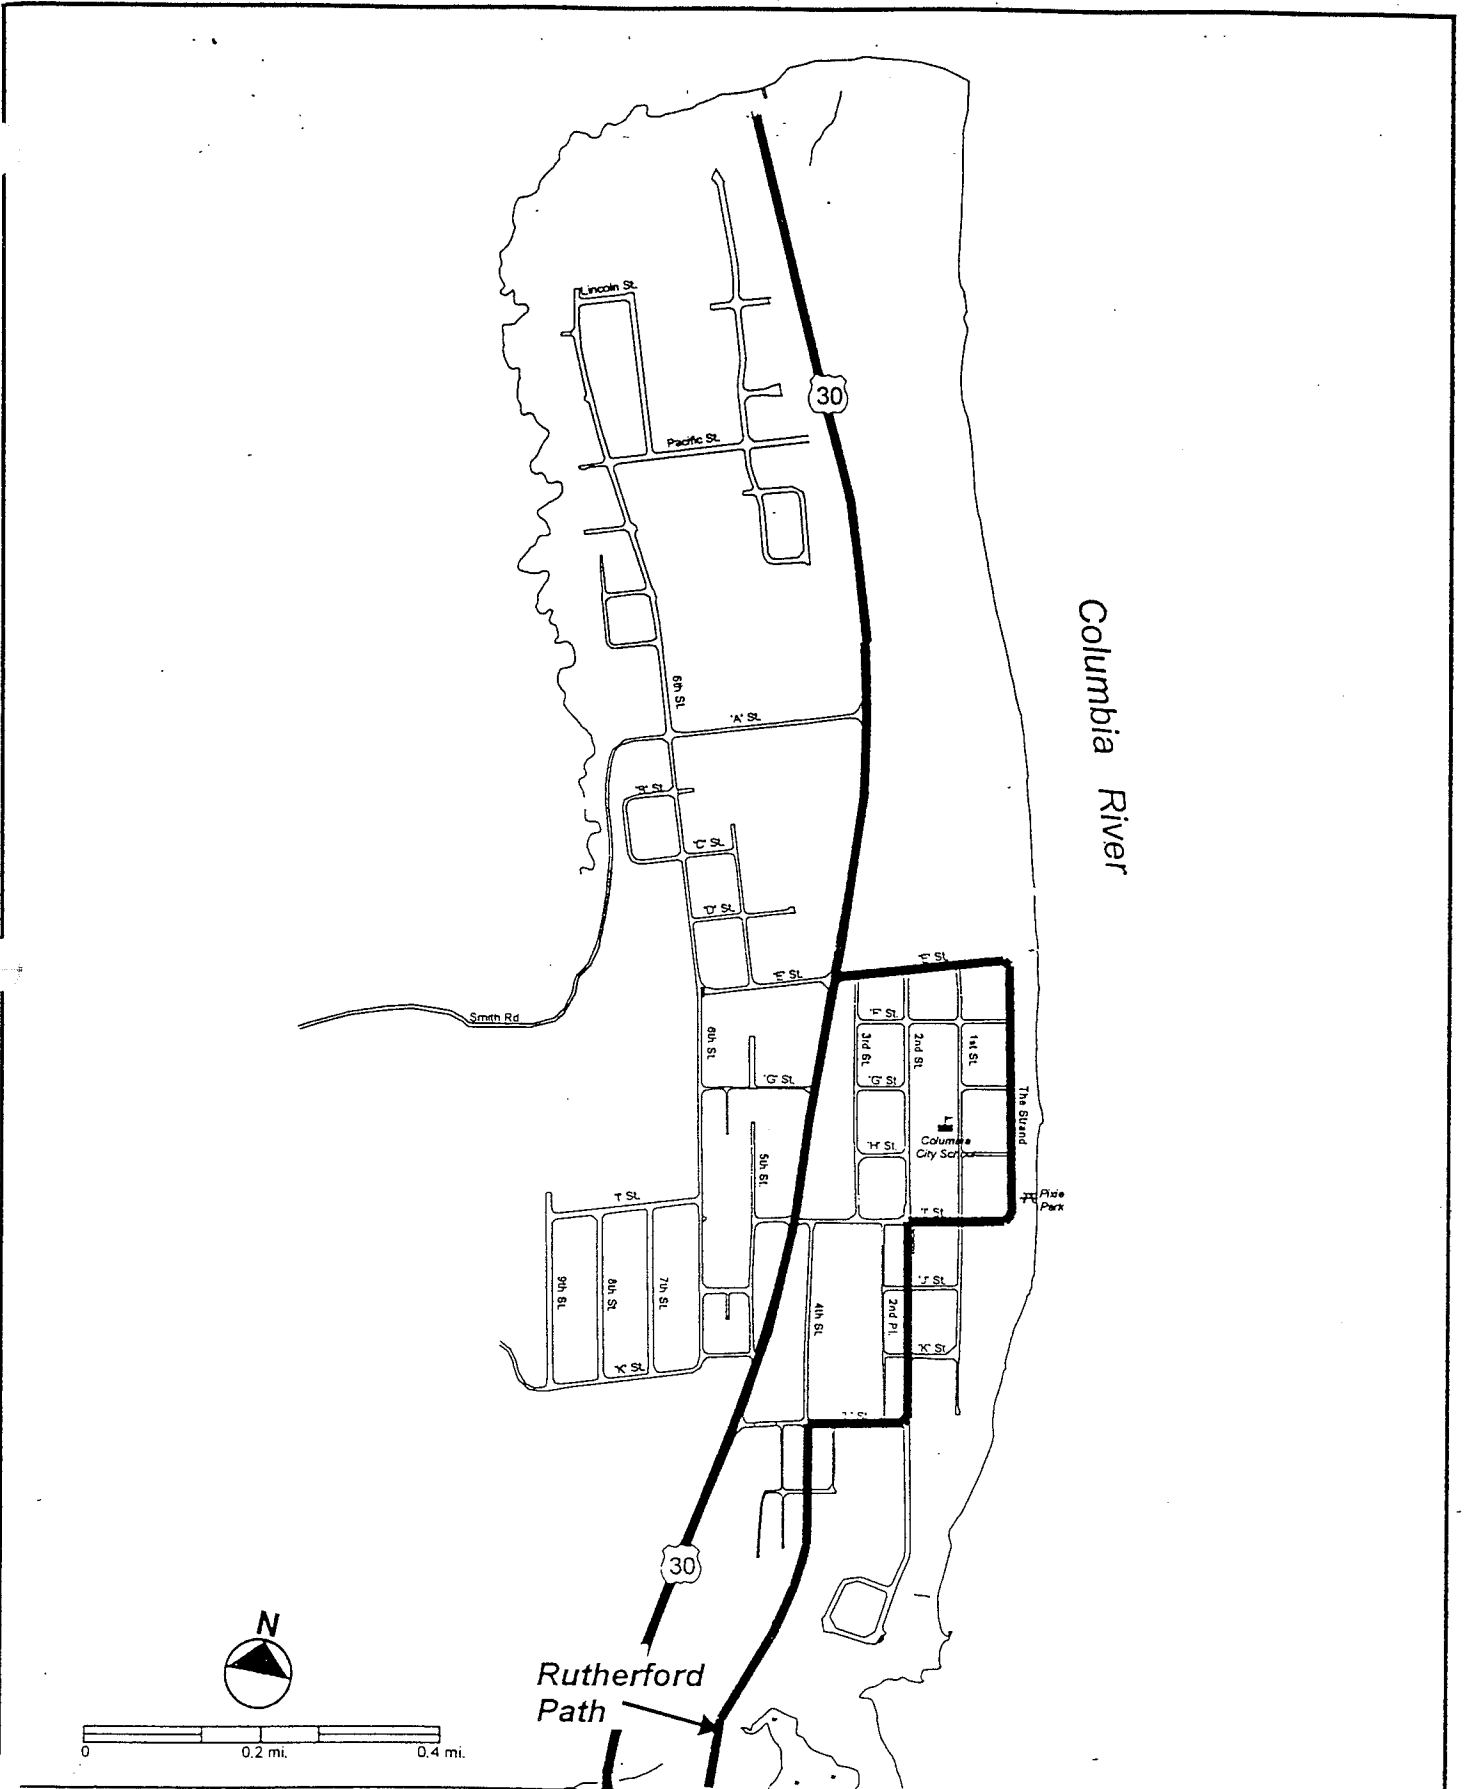 Lincoln St.
30
Pacific St.
Columbia River
6th St.
'A' St.
'C' St.
'D' St.
'E' St.
'E' St.
Smith Rd
'F' St.
6th St.
3rd St.
2nd St.
1st St.
'G' St.
'G' St.
The Strand
'H' St.
Columbia
City School
5th St.
Pixie
Park
'I' St.
'I' St.
'J' St.
9th St.
8th St.
7th St.
4th St.
2nd Pl.
'K' St.
'K' St.
30
N
Rutherford
Path
0
0.2 mi.
0.4 mi.